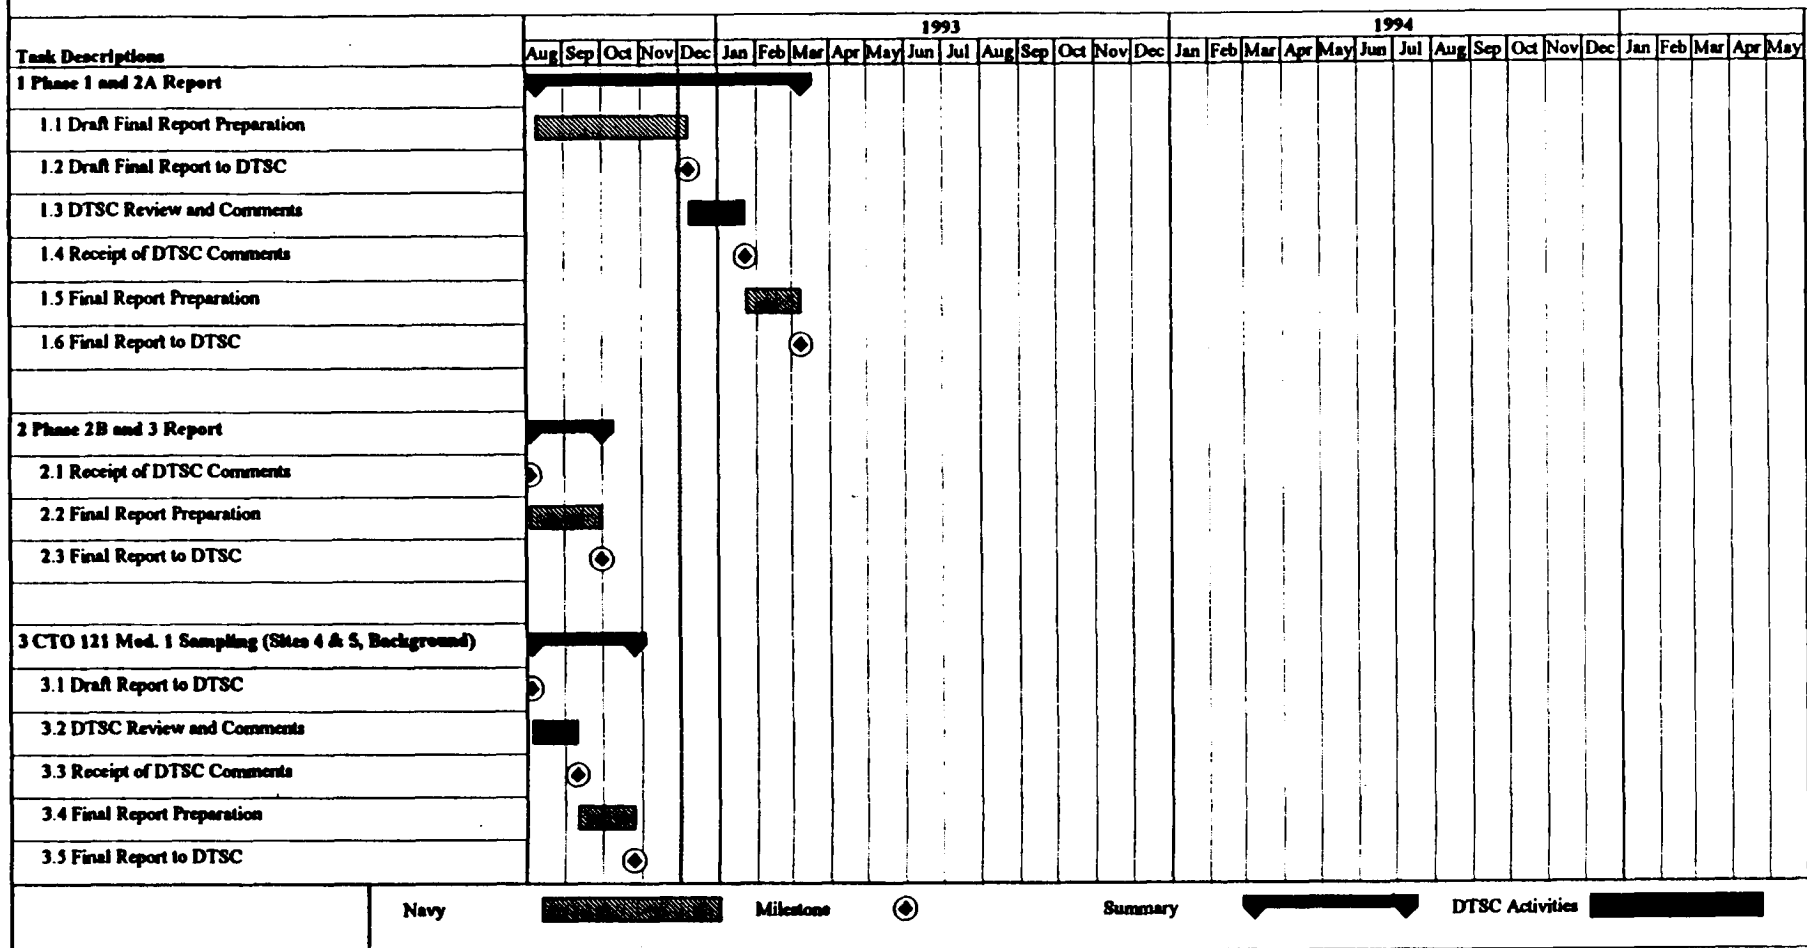 1993
1994
Task Descriptions
Aug Sep Oct Nov Dec Jan Feb Mar Apr May Jun Jul Aug Sep Oct Nov Dec Jan Feb Mar Apr May Jun Jul Aug Sep Oct Nov Dec Jan Feb Mar Apr May
1 Phase 1 and 2A Report
1.1 Draft Final Report Preparation
1.2 Draft Final Report to DTSC
1.3 DTSC Review and Comments
1.4 Receipt of DTSC Comments
1.5 Final Report Preparation
1.6 Final Report to DTSC
2 Phase 2B and 3 Report
2.1 Receipt of DTSC Comments
2.2 Final Report Preparation
2.3 Final Report to DTSC
3 CTO 121 Mod. 1 Sampling (Sites 4 & 5, Background)
3.1 Draft Report to DTSC
3.2 DTSC Review and Comments
3.3 Receipt of DTSC Comments
3.4 Final Report Preparation
3.5 Final Report to DTSC
Navy
Milestone
Summary
DTSC Activities